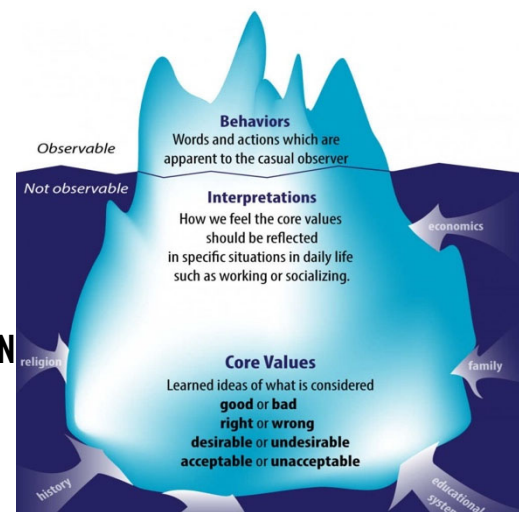 Behaviors
Words and actions which are
apparent to the casual observer
Observable
Not observable
Interpretations
How we feel the core values
should be reflected
in specific situations in daily life
such as working or socializing.
economics
N
religion
Core Values
family
Learned ideas of what is considered
good or bad
right or wrong
desirable or undesirable
acceptable or unacceptable
history
educational
system